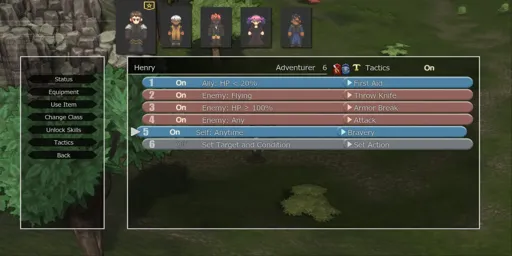 Henry Adventurer 6 T Tactics On
Status
Equipment
Use Item
Change Class
Unlock Skills
Tactics
Back
1 On Ally: HP < 20% First Aid
2 On Enemy: Flying Throw Knife
3 On Enemy: HP ≥ 100% Armor Break
4 On Enemy: Any Attack
5 On Self: Anytime Bravery
6 Set Target and Condition Set Action